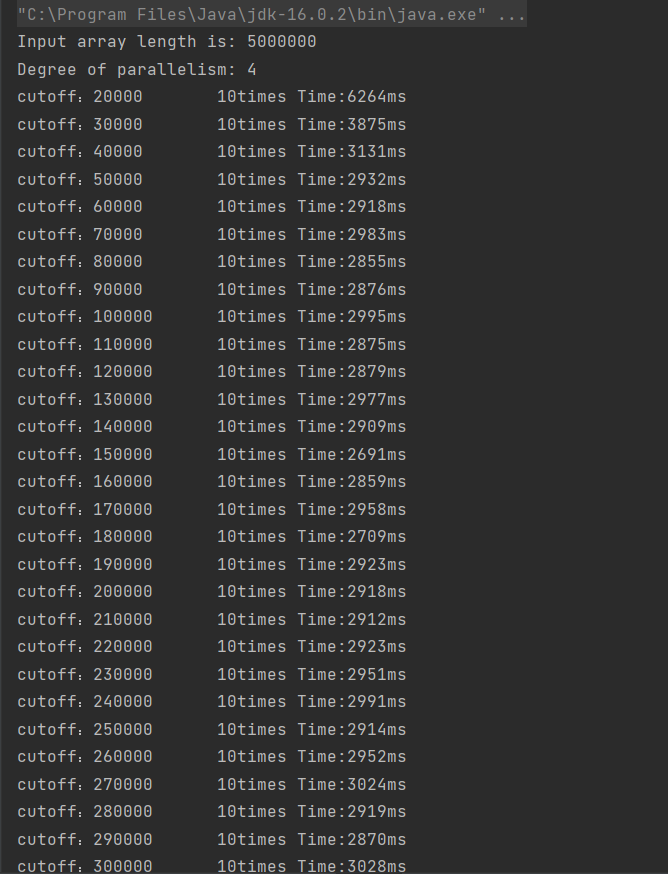 "C:\Program Files\Java\jdk-16.0.2\bin\java.exe" ...
Input array length is: 5000000
Degree of parallelism: 4
cutoff：20000 10times Time:6264ms
cutoff：30000 10times Time:3875ms
cutoff：40000 10times Time:3131ms
cutoff：50000 10times Time:2932ms
cutoff：60000 10times Time:2918ms
cutoff：70000 10times Time:2983ms
cutoff：80000 10times Time:2855ms
cutoff：90000 10times Time:2876ms
cutoff：100000 10times Time:2995ms
cutoff：110000 10times Time:2875ms
cutoff：120000 10times Time:2879ms
cutoff：130000 10times Time:2977ms
cutoff：140000 10times Time:2909ms
cutoff：150000 10times Time:2691ms
cutoff：160000 10times Time:2859ms
cutoff：170000 10times Time:2958ms
cutoff：180000 10times Time:2709ms
cutoff：190000 10times Time:2923ms
cutoff：200000 10times Time:2918ms
cutoff：210000 10times Time:2912ms
cutoff：220000 10times Time:2923ms
cutoff：230000 10times Time:2951ms
cutoff：240000 10times Time:2991ms
cutoff：250000 10times Time:2914ms
cutoff：260000 10times Time:2952ms
cutoff：270000 10times Time:3024ms
cutoff：280000 10times Time:2919ms
cutoff：290000 10times Time:2870ms
cutoff：300000 10times Time:3028ms